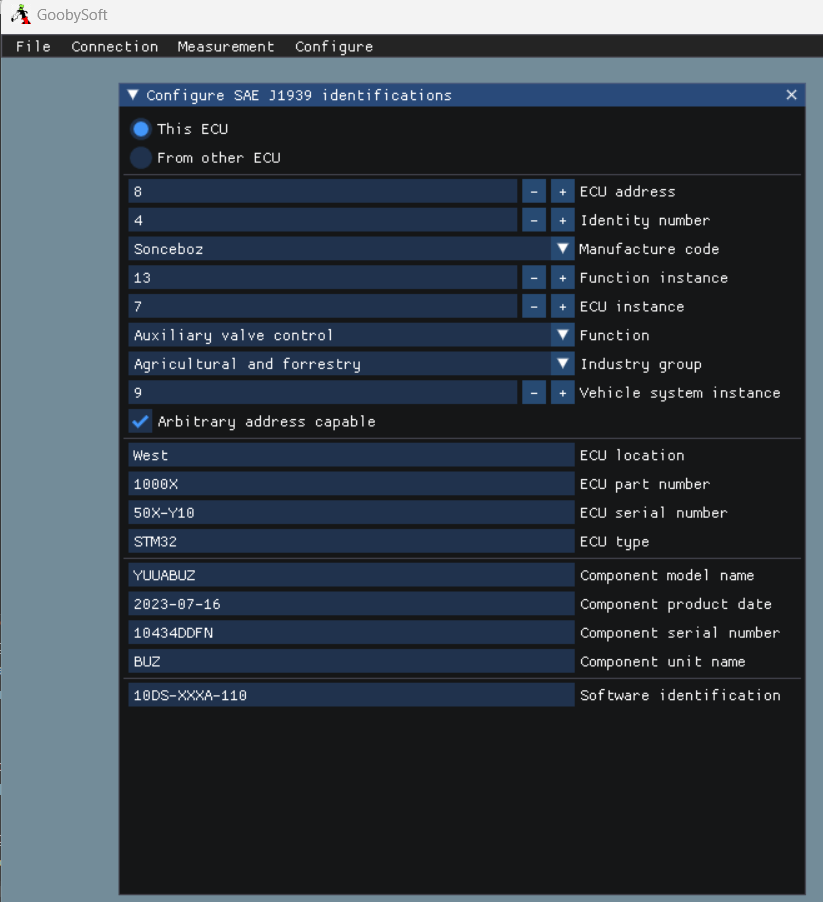 GoobySoft
File Connection Measurement Configure
Configure SAE J1939 identifications
This ECU
From other ECU
8 - + ECU address
4 - + Identity number
Sonceboz Manufacture code
13 - + Function instance
7 - + ECU instance
Auxiliary valve control Function
Agricultural and forrestry Industry group
9 - + Vehicle system instance
Arbitrary address capable
West ECU location
1000X ECU part number
50X-Y10 ECU serial number
STM32 ECU type
YUUABUZ Component model name
2023-07-16 Component product date
10434DDFN Component serial number
BUZ Component unit name
10DS-XXXA-110 Software identification